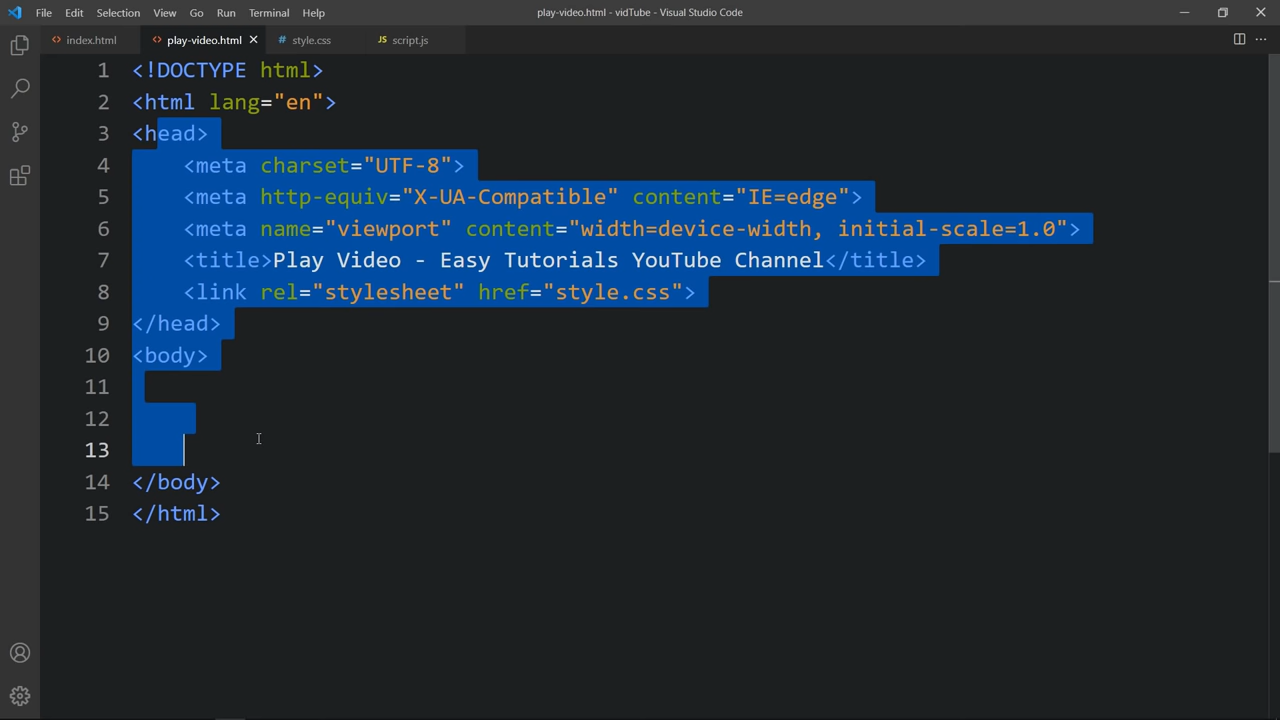 File Edit Selection View Go Run Terminal Help play-video.html - vidTube - Visual Studio Code
<> index.html <> play-video.html # style.css JS script.js
1 <!DOCTYPE html>
2 <html lang="en">
3 <head>
4 <meta charset="UTF-8">
5 <meta http-equiv="X-UA-Compatible" content="IE=edge">
6 <meta name="viewport" content="width=device-width, initial-scale=1.0">
7 <title>Play Video - Easy Tutorials YouTube Channel</title>
8 <link rel="stylesheet" href="style.css">
9 </head>
10 <body>
11
12
13
14 </body>
15 </html>